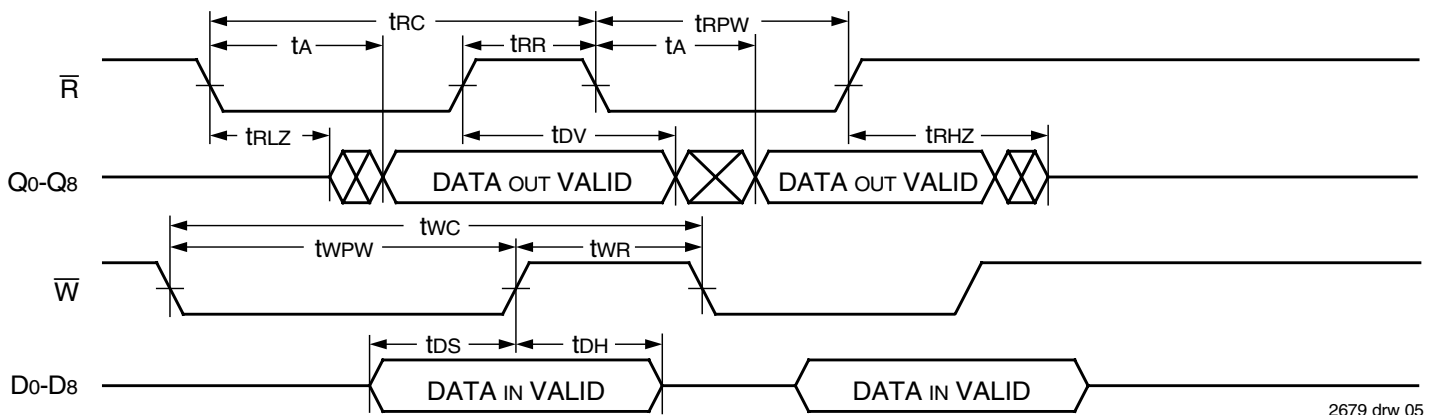 tRC tRPW
tA tRR tA
R̅
tRLZ tDV tRHZ
Q0-Q8 DATA OUT VALID DATA OUT VALID
tWC
tWPW tWR
W̅
tDS tDH
D0-D8 DATA IN VALID DATA IN VALID
2679 drw 05